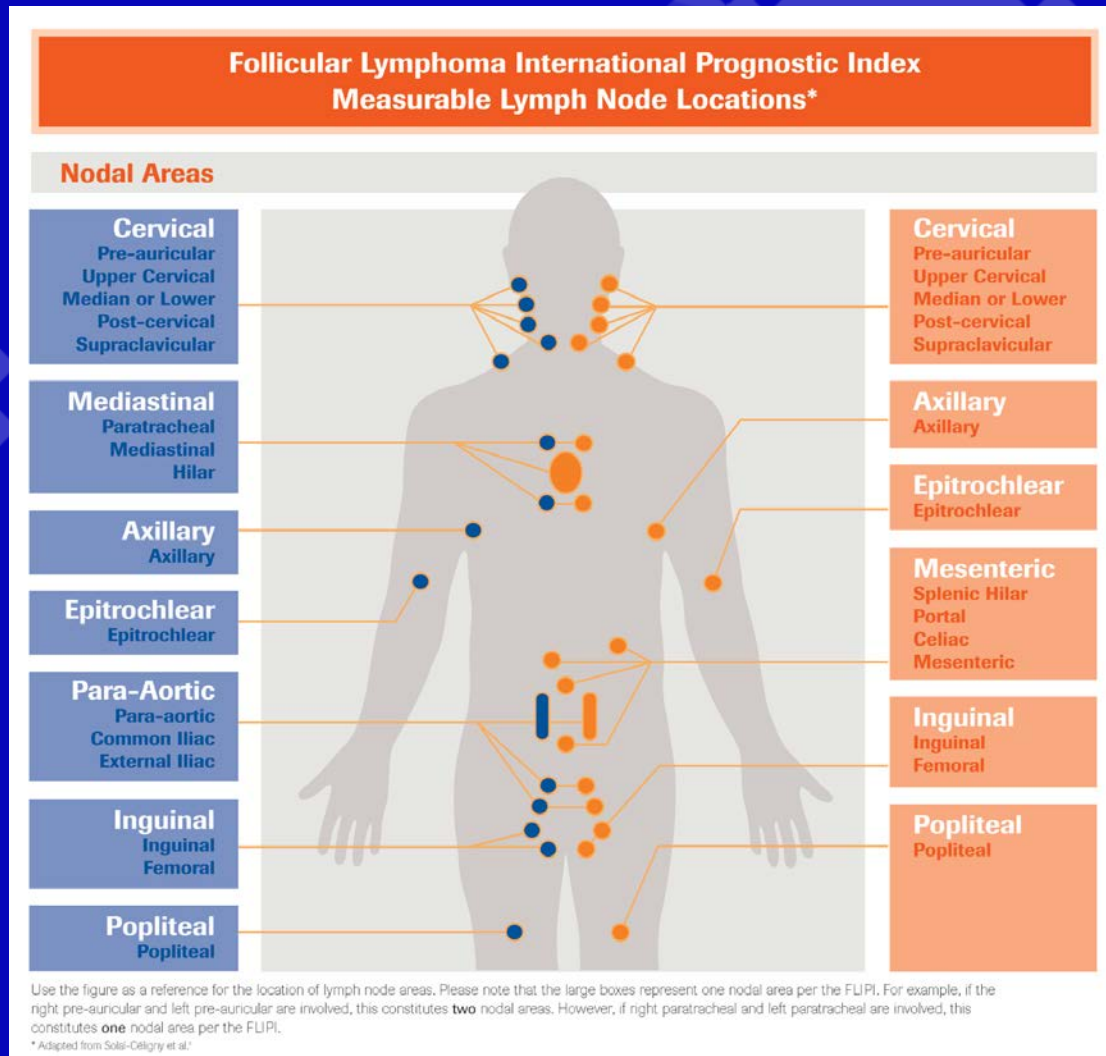 Follicular Lymphoma International Prognostic Index
Measurable Lymph Node Locations*
Nodal Areas
Cervical
Pre-auricular
Upper Cervical
Median or Lower
Post-cervical
Supraclavicular
Mediastinal
Paratracheal
Mediastinal
Hilar
Axillary
Axillary
Epitrochlear
Epitrochlear
Para-Aortic
Para-aortic
Common Iliac
External Iliac
Inguinal
Inguinal
Femoral
Popliteal
Popliteal
Cervical
Pre-auricular
Upper Cervical
Median or Lower
Post-cervical
Supraclavicular
Axillary
Axillary
Epitrochlear
Epitrochlear
Mesenteric
Splenic Hilar
Portal
Celiac
Mesenteric
Inguinal
Inguinal
Femoral
Popliteal
Popliteal
Use the figure as a reference for the location of lymph node areas. Please note that the large boxes represent one nodal area per the FLIPI. For example, if the
right pre-auricular and left pre-auricular are involved, this constitutes two nodal areas. However, if right paratracheal and left paratracheal are involved, this
constitutes one nodal area per the FLIPI.
* Adapted from Solal-Céligny et al.¹